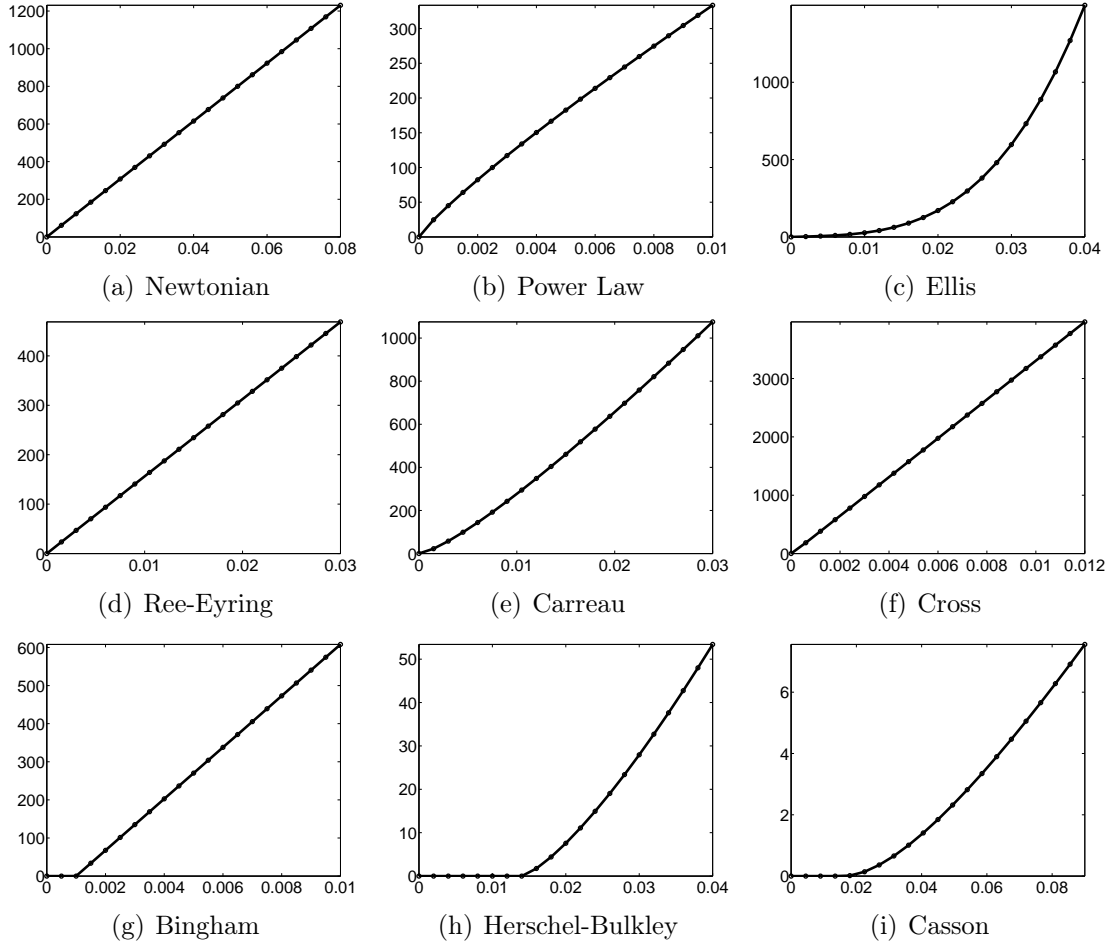 1200
1000
800
600
400
200
0
0 0.02 0.04 0.06 0.08
(a) Newtonian
300
250
200
150
100
50
0
0 0.002 0.004 0.006 0.008 0.01
(b) Power Law
1000
500
0
0 0.01 0.02 0.03 0.04
(c) Ellis
400
300
200
100
0
0 0.01 0.02 0.03
(d) Ree-Eyring
1000
800
600
400
200
0
0 0.01 0.02 0.03
(e) Carreau
3000
2000
1000
0
0 0.002 0.004 0.006 0.008 0.01 0.012
(f) Cross
600
500
400
300
200
100
0
0 0.002 0.004 0.006 0.008 0.01
(g) Bingham
50
40
30
20
10
0
0 0.01 0.02 0.03 0.04
(h) Herschel-Bulkley
6
4
2
0
0 0.02 0.04 0.06 0.08
(i) Casson